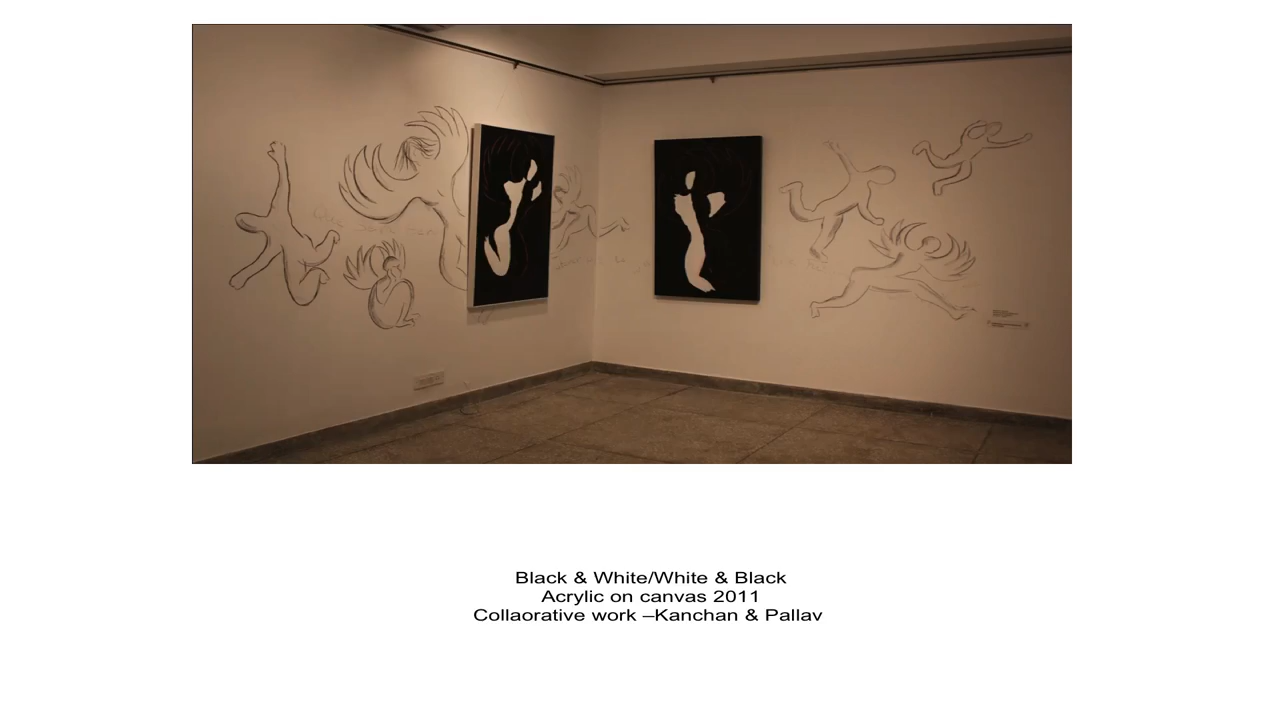 Black & White/White & Black
Acrylic on canvas 2011
Collaorative work –Kanchan & Pallav